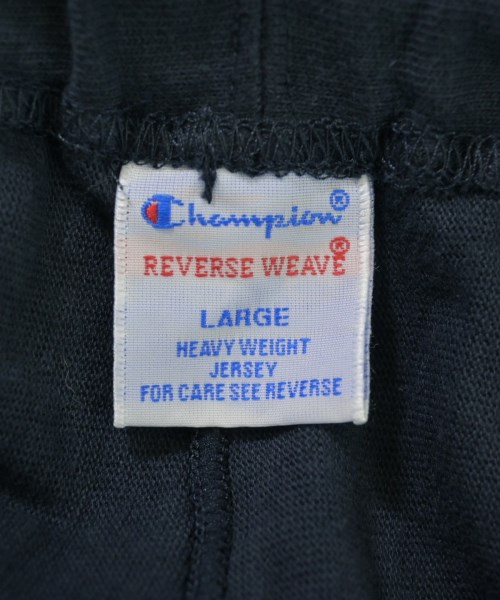 Champion®
REVERSE WEAVE®
LARGE
HEAVY WEIGHT
JERSEY
FOR CARE SEE REVERSE